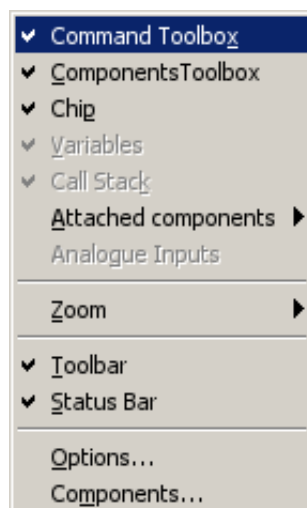 Command Toolbox
ComponentsToolbox
Chip
Variables
Call Stack
Attached components
Analogue Inputs
Zoom
Toolbar
Status Bar
Options...
Components...